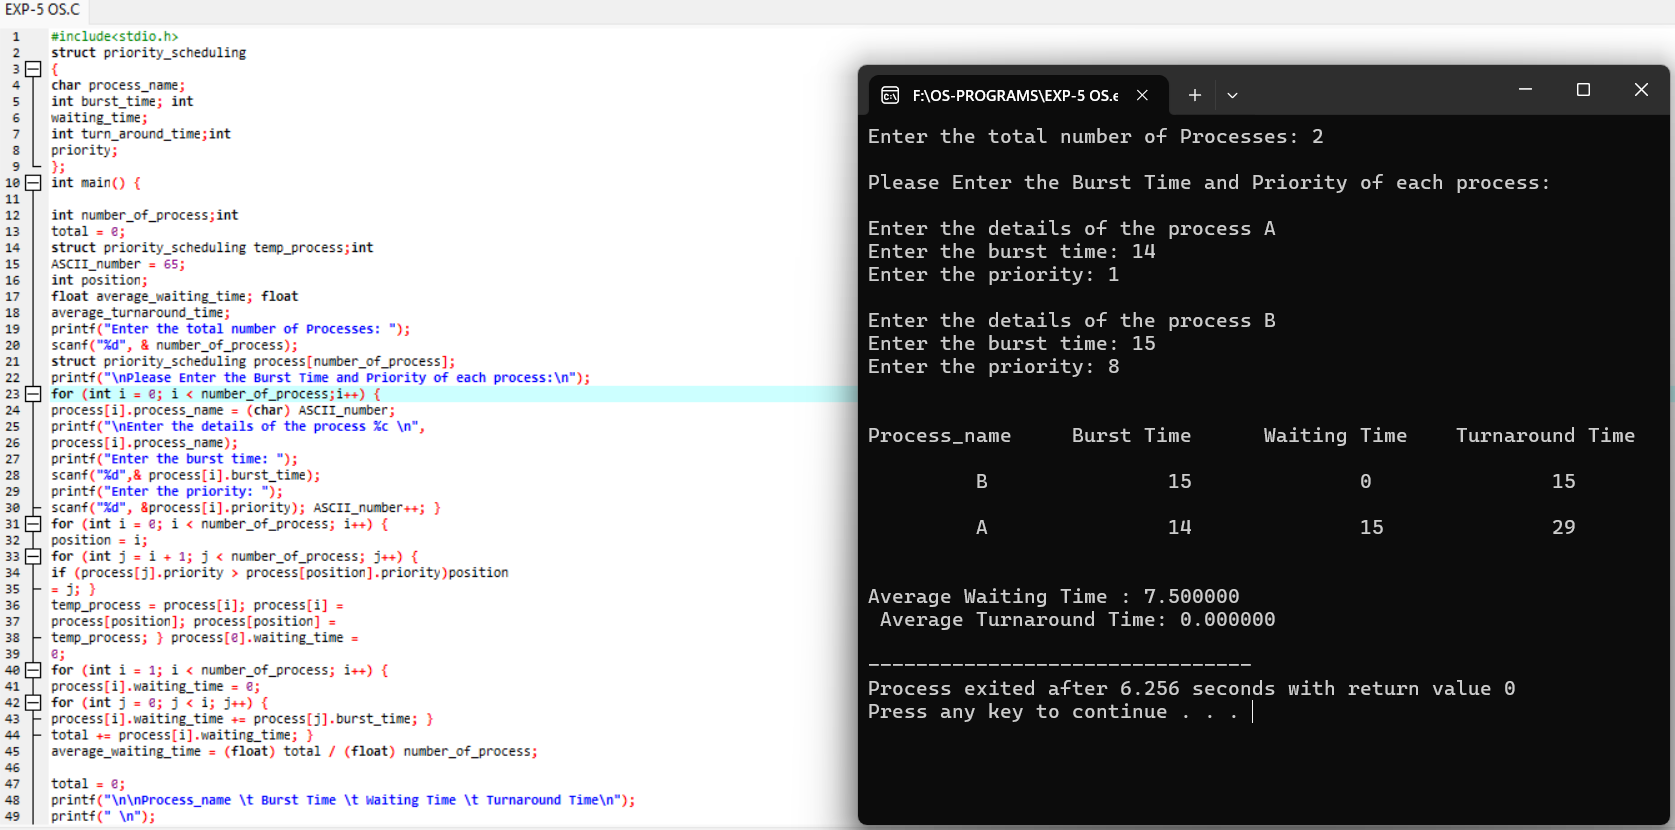 EXP-5 OS.C
1 #include<stdio.h>
2 struct priority_scheduling
3 {
4 char process_name;
5 int burst_time; int
6 waiting_time;
7 int turn_around_time;int
8 priority;
9 };
10 int main() {
11
12 int number_of_process;int
13 total = 0;
14 struct priority_scheduling temp_process;int
15 ASCII_number = 65;
16 int position;
17 float average_waiting_time; float
18 average_turnaround_time;
19 printf("Enter the total number of Processes: ");
20 scanf("%d", & number_of_process);
21 struct priority_scheduling process[number_of_process];
22 printf("\nPlease Enter the Burst Time and Priority of each process:\n");
23 for (int i = 0; i < number_of_process;i++) {
24 process[i].process_name = (char) ASCII_number;
25 printf("\nEnter the details of the process %c \n",
26 process[i].process_name);
27 printf("Enter the burst time: ");
28 scanf("%d",& process[i].burst_time);
29 printf("Enter the priority: ");
30 scanf("%d", &process[i].priority); ASCII_number++; }
31 for (int i = 0; i < number_of_process; i++) {
32 position = i;
33 for (int j = i + 1; j < number_of_process; j++) {
34 if (process[j].priority > process[position].priority)position
35 = j; }
36 temp_process = process[i]; process[i] =
37 process[position]; process[position] =
38 temp_process; } process[0].waiting_time =
39 0;
40 for (int i = 1; i < number_of_process; i++) {
41 process[i].waiting_time = 0;
42 for (int j = 0; j < i; j++) {
43 process[i].waiting_time += process[j].burst_time; }
44 total += process[i].waiting_time; }
45 average_waiting_time = (float) total / (float) number_of_process;
46
47 total = 0;
48 printf("\n\nProcess_name \t Burst Time \t Waiting Time \t Turnaround Time\n");
49 printf(" \n");
F:\OS-PROGRAMS\EXP-5 OS.e
Enter the total number of Processes: 2
Please Enter the Burst Time and Priority of each process:
Enter the details of the process A
Enter the burst time: 14
Enter the priority: 1
Enter the details of the process B
Enter the burst time: 15
Enter the priority: 8
Process_name Burst Time Waiting Time Turnaround Time
B 15 0 15
A 14 15 29
Average Waiting Time : 7.500000
Average Turnaround Time: 0.000000
--------------------------------
Process exited after 6.256 seconds with return value 0
Press any key to continue . . .